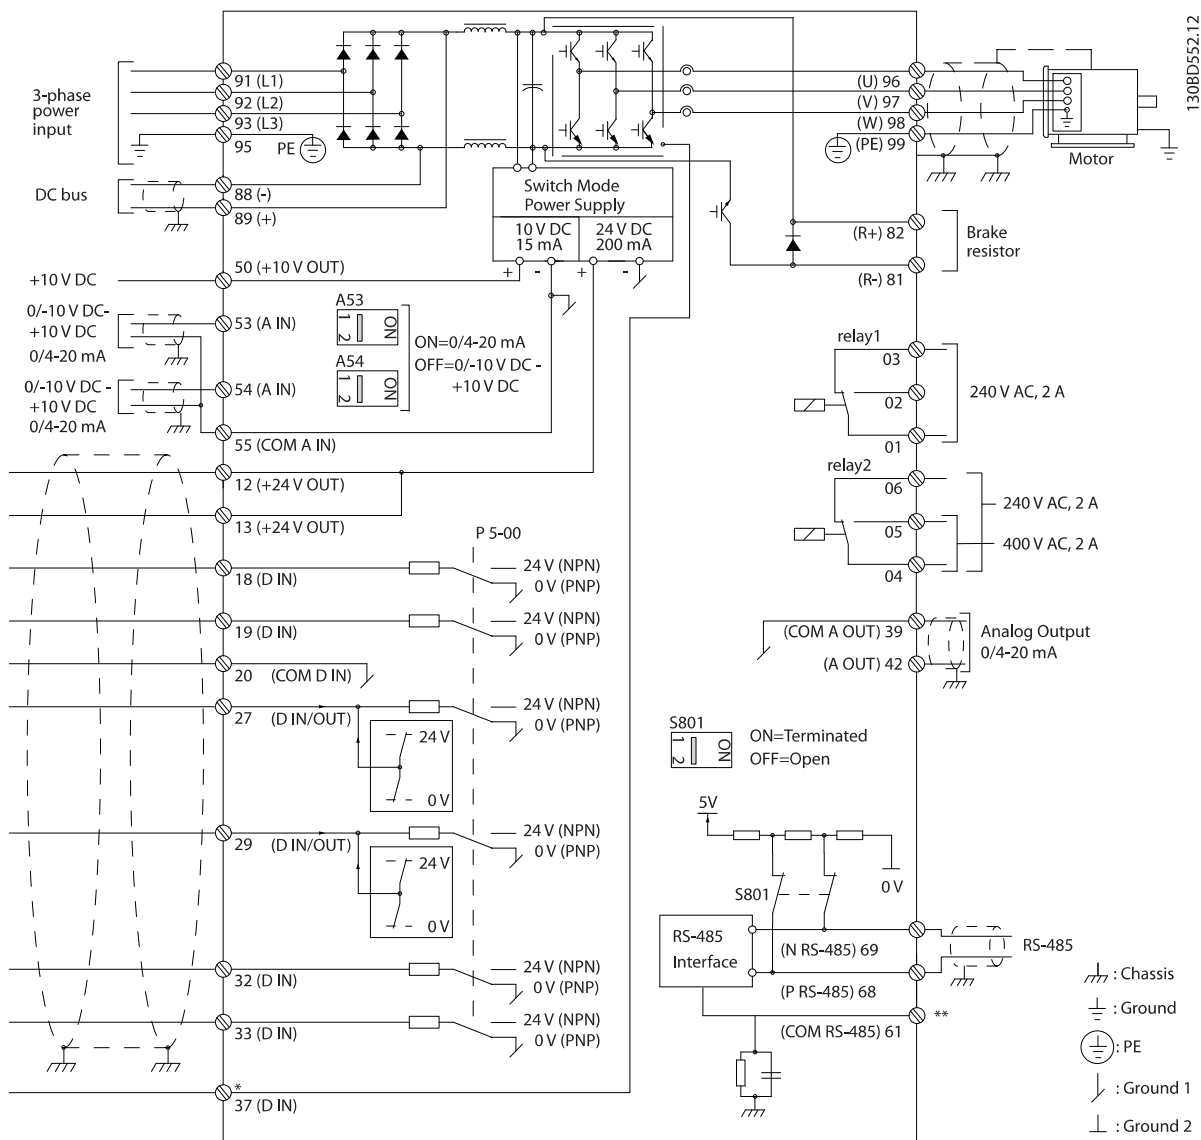 130BD552.12
3-phase
power
input
91 (L1)
92 (L2)
93 (L3)
95
PE
DC bus
88 (-)
89 (+)
Switch Mode
Power Supply
10 V DC
15 mA
24 V DC
200 mA
+
-
+
-
(U) 96
(V) 97
(W) 98
(PE) 99
Motor
(R+) 82
(R-) 81
Brake
resistor
+10 V DC
50 (+10 V OUT)
0/-10 V DC-
+10 V DC
0/4-20 mA
53 (A IN)
0/-10 V DC -
+10 V DC
0/4-20 mA
54 (A IN)
55 (COM A IN)
A53
1
2
ON
A54
1
2
ON
ON=0/4-20 mA
OFF=0/-10 V DC -
+10 V DC
relay1
03
02
01
240 V AC, 2 A
relay2
06
05
04
240 V AC, 2 A
400 V AC, 2 A
12 (+24 V OUT)
13 (+24 V OUT)
P 5-00
18 (D IN)
24 V (NPN)
0 V (PNP)
19 (D IN)
24 V (NPN)
0 V (PNP)
20 (COM D IN)
27 (D IN/OUT)
24 V (NPN)
0 V (PNP)
24 V
0 V
29 (D IN/OUT)
24 V (NPN)
0 V (PNP)
24 V
0 V
32 (D IN)
24 V (NPN)
0 V (PNP)
33 (D IN)
24 V (NPN)
0 V (PNP)
*
37 (D IN)
(COM A OUT) 39
(A OUT) 42
Analog Output
0/4-20 mA
S801
1
2
ON
ON=Terminated
OFF=Open
5V
0 V
S801
RS-485
Interface
(N RS-485) 69
(P RS-485) 68
(COM RS-485) 61
RS-485
**
: Chassis
: Ground
: PE
: Ground 1
: Ground 2